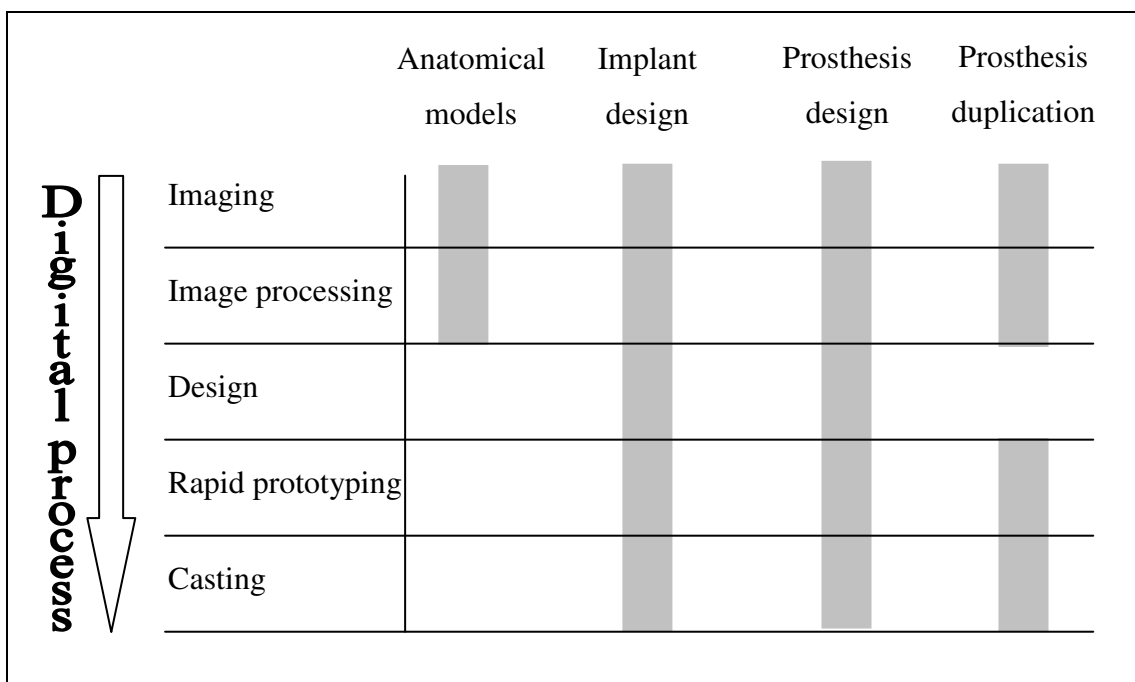 Anatomical models
Implant design
Prosthesis design
Prosthesis duplication
Digital process
Imaging
Image processing
Design
Rapid prototyping
Casting